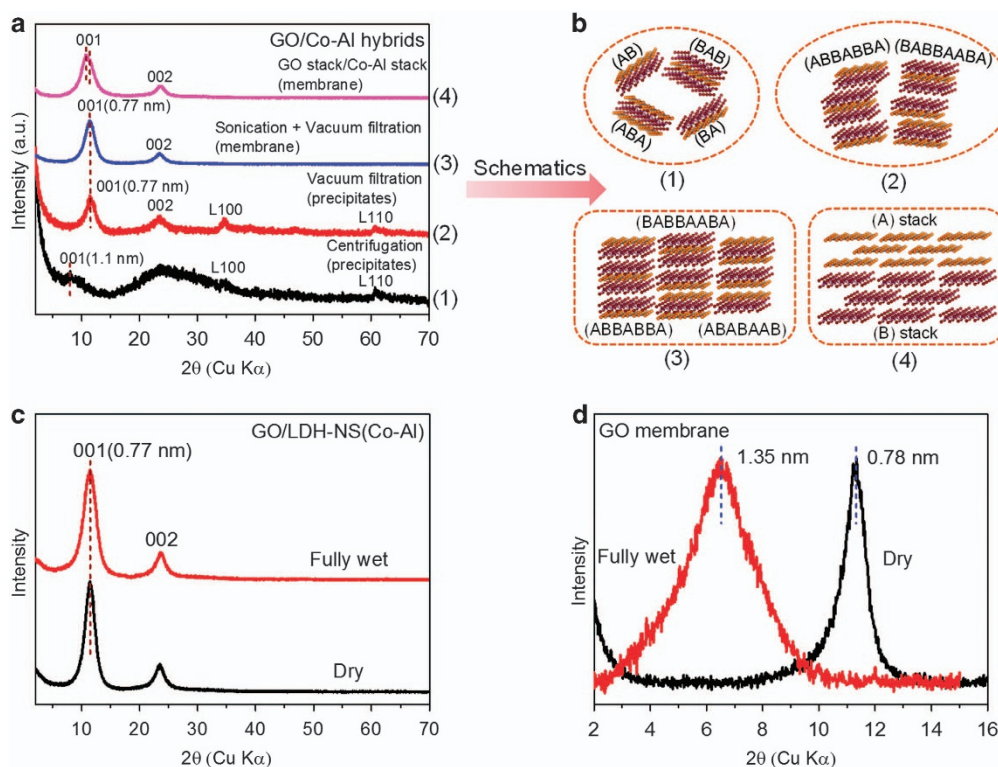 a
GO/Co-Al hybrids
001
GO stack/Co-Al stack
(membrane)
002
(4)
001(0.77 nm)
Sonication + Vacuum filtration
(membrane)
002
(3)
001(0.77 nm)
Vacuum filtration
(precipitates)
002
L100
L110
(2)
001(1.1 nm)
Centrifugation
(precipitates)
L100
L110
(1)
Intensity (a.u.)
0 10 20 30 40 50 60 70
2θ (Cu Kα)
Schematics
b
(AB)
(BAB)
(ABA)
(BA)
(1)
(ABBABBA)
(BABBAABA)
(2)
(BABBAABA)
(ABBABBA)
(ABABAAB)
(3)
(A) stack
(B) stack
(4)
c
GO/LDH-NS(Co-Al)
001(0.77 nm)
002
Fully wet
Dry
Intensity
10 20 30 40 50 60 70
2θ (Cu Kα)
d
GO membrane
1.35 nm
0.78 nm
Fully wet
Dry
Intensity
2 4 6 8 10 12 14 16
2θ (Cu Kα)